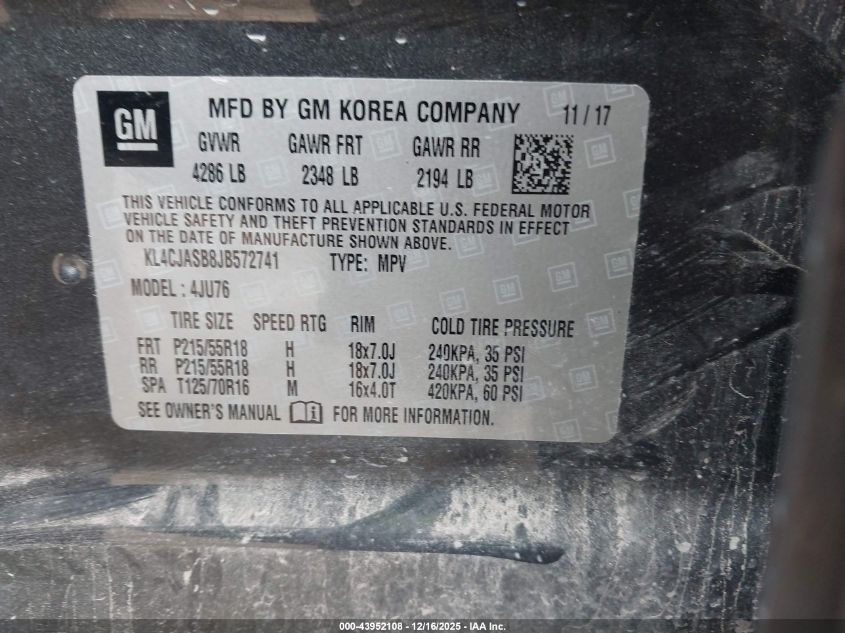 GM MFD BY GM KOREA COMPANY 11 / 17
GVWR GAWR FRT GAWR RR
4286 LB 2348 LB 2194 LB
THIS VEHICLE CONFORMS TO ALL APPLICABLE U.S. FEDERAL MOTOR
VEHICLE SAFETY AND THEFT PREVENTION STANDARDS IN EFFECT
ON THE DATE OF MANUFACTURE SHOWN ABOVE.
KL4CJASB8JB572741 TYPE: MPV
MODEL : 4JU76
TIRE SIZE SPEED RTG RIM COLD TIRE PRESSURE
FRT P215/55R18 H 18x7.0J 240KPA, 35 PSI
RR P215/55R18 H 18x7.0J 240KPA, 35 PSI
SPA T125/70R16 M 16x4.0T 420KPA, 60 PSI
SEE OWNER'S MANUAL FOR MORE INFORMATION.
000-43952108 - 12/16/2025 - IAA Inc.